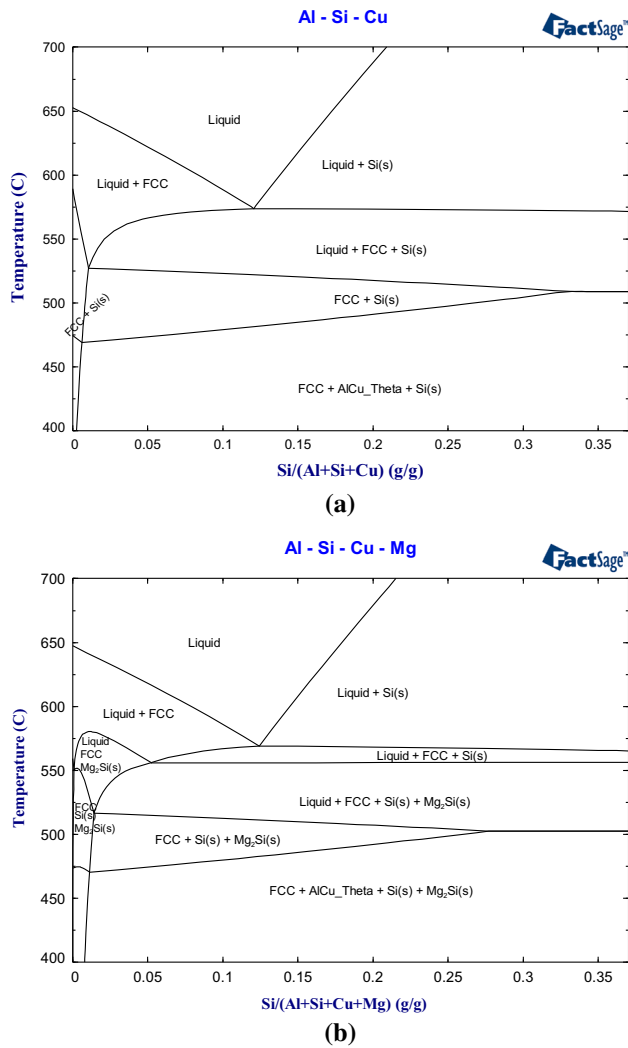 Al - Si - Cu
FactSage™
700
650
600
550
500
450
400
Temperature (C)
Liquid
Liquid + Si(s)
Liquid + FCC
Liquid + FCC + Si(s)
FCC + Si(s)
FCC + Si(s)
FCC + AlCu_Theta + Si(s)
0 0.05 0.1 0.15 0.2 0.25 0.3 0.35
Si/(Al+Si+Cu) (g/g)
(a)
Al - Si - Cu - Mg
FactSage™
700
650
600
550
500
450
400
Temperature (C)
Liquid
Liquid + Si(s)
Liquid + FCC
Liquid
FCC
Mg₂Si(s)
Liquid + FCC + Si(s)
Liquid + FCC + Si(s) + Mg₂Si(s)
FCC
Si(s)
Mg₂Si(s)
FCC + Si(s) + Mg₂Si(s)
FCC + AlCu_Theta + Si(s) + Mg₂Si(s)
0 0.05 0.1 0.15 0.2 0.25 0.3 0.35
Si/(Al+Si+Cu+Mg) (g/g)
(b)